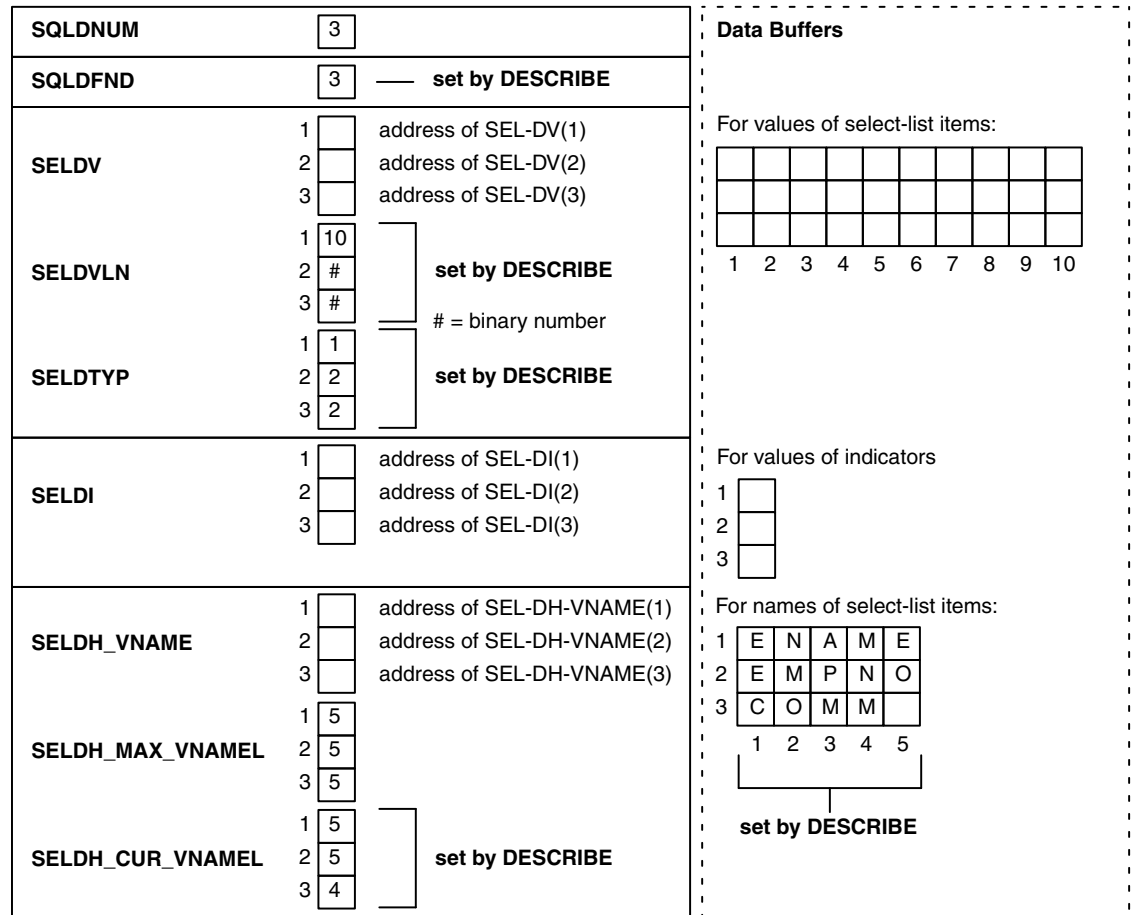 SQLDNUM 3
SQLDFND 3 set by DESCRIBE
SELDV
1 address of SEL-DV(1)
2 address of SEL-DV(2)
3 address of SEL-DV(3)
SELDVLN
1 10
2 # set by DESCRIBE
3 #
# = binary number
SELDTYP
1 1
2 2 set by DESCRIBE
3 2
SELDI
1 address of SEL-DI(1)
2 address of SEL-DI(2)
3 address of SEL-DI(3)
SELDH_VNAME
1 address of SEL-DH-VNAME(1)
2 address of SEL-DH-VNAME(2)
3 address of SEL-DH-VNAME(3)
SELDH_MAX_VNAMEL
1 5
2 5
3 5
SELDH_CUR_VNAMEL
1 5
2 5 set by DESCRIBE
3 4
Data Buffers
For values of select-list items:
1 2 3 4 5 6 7 8 9 10
For values of indicators
1
2
3
For names of select-list items:
1 E N A M E
2 E M P N O
3 C O M M
1 2 3 4 5
set by DESCRIBE